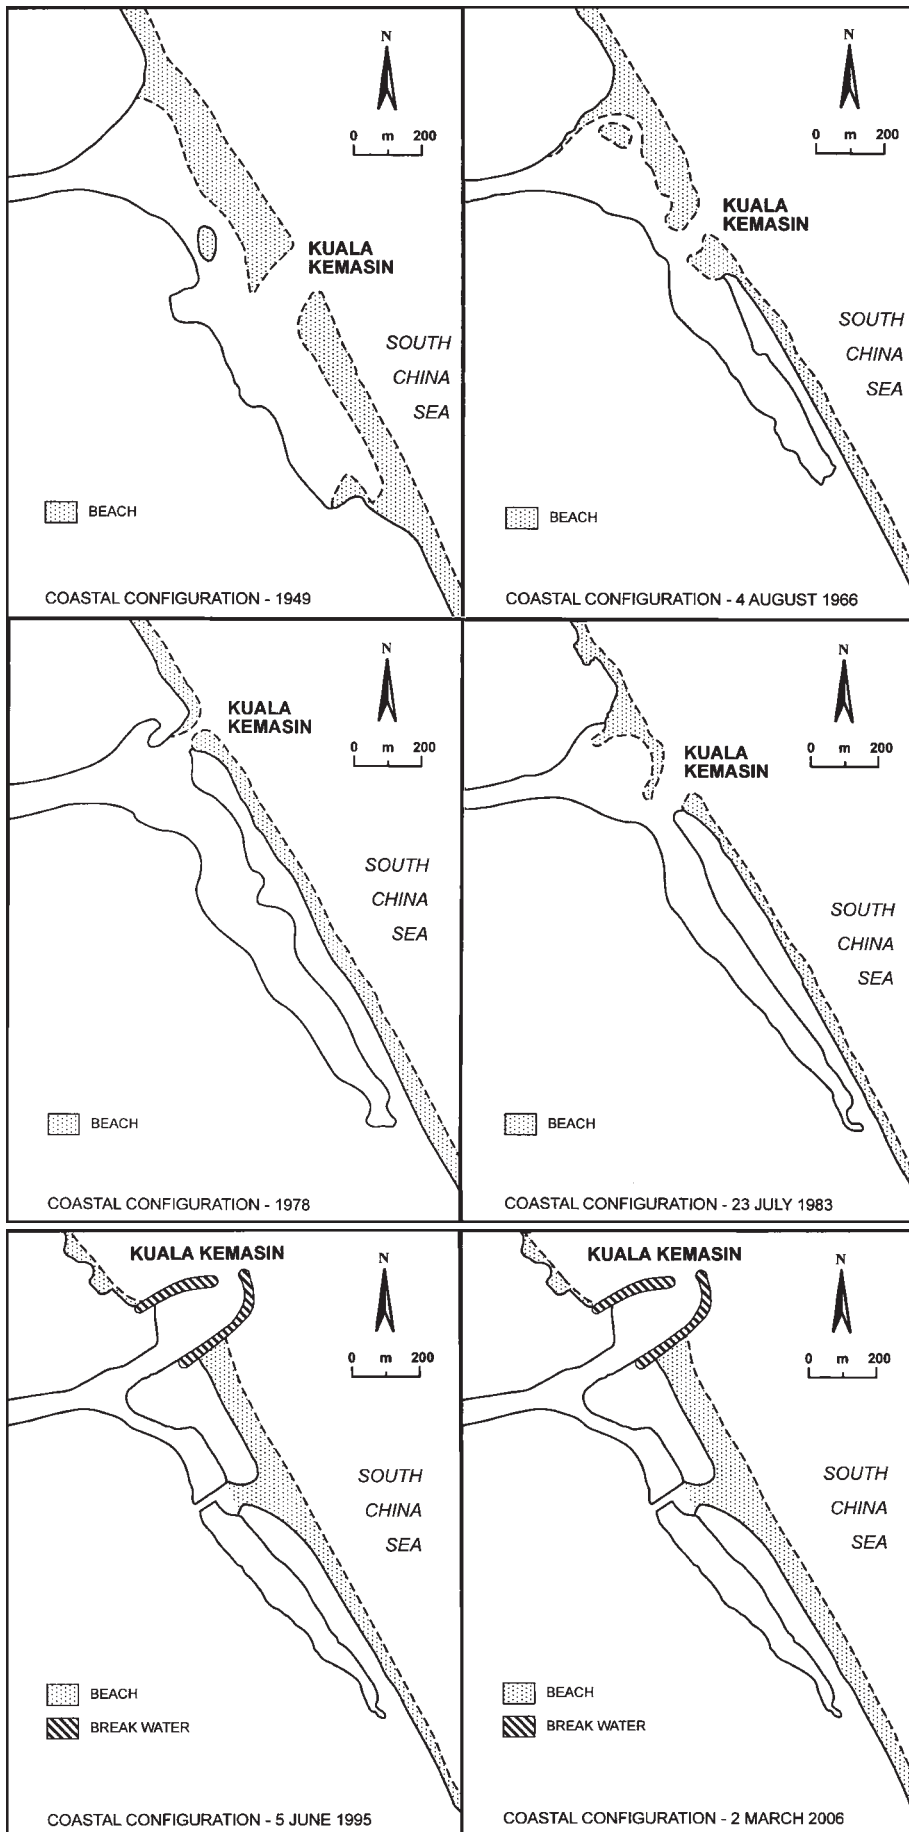 N
0 m 200
KUALA
KEMASIN
SOUTH
CHINA
SEA
BEACH
COASTAL CONFIGURATION - 1949
N
0 m 200
KUALA
KEMASIN
SOUTH
CHINA
SEA
BEACH
COASTAL CONFIGURATION - 4 AUGUST 1966
N
KUALA
KEMASIN
0 m 200
SOUTH
CHINA
SEA
BEACH
COASTAL CONFIGURATION - 1978
N
0 m 200
KUALA
KEMASIN
SOUTH
CHINA
SEA
BEACH
COASTAL CONFIGURATION - 23 JULY 1983
KUALA KEMASIN
N
0 m 200
SOUTH
CHINA
SEA
BEACH
BREAK WATER
COASTAL CONFIGURATION - 5 JUNE 1995
KUALA KEMASIN
N
0 m 200
SOUTH
CHINA
SEA
BEACH
BREAK WATER
COASTAL CONFIGURATION - 2 MARCH 2006